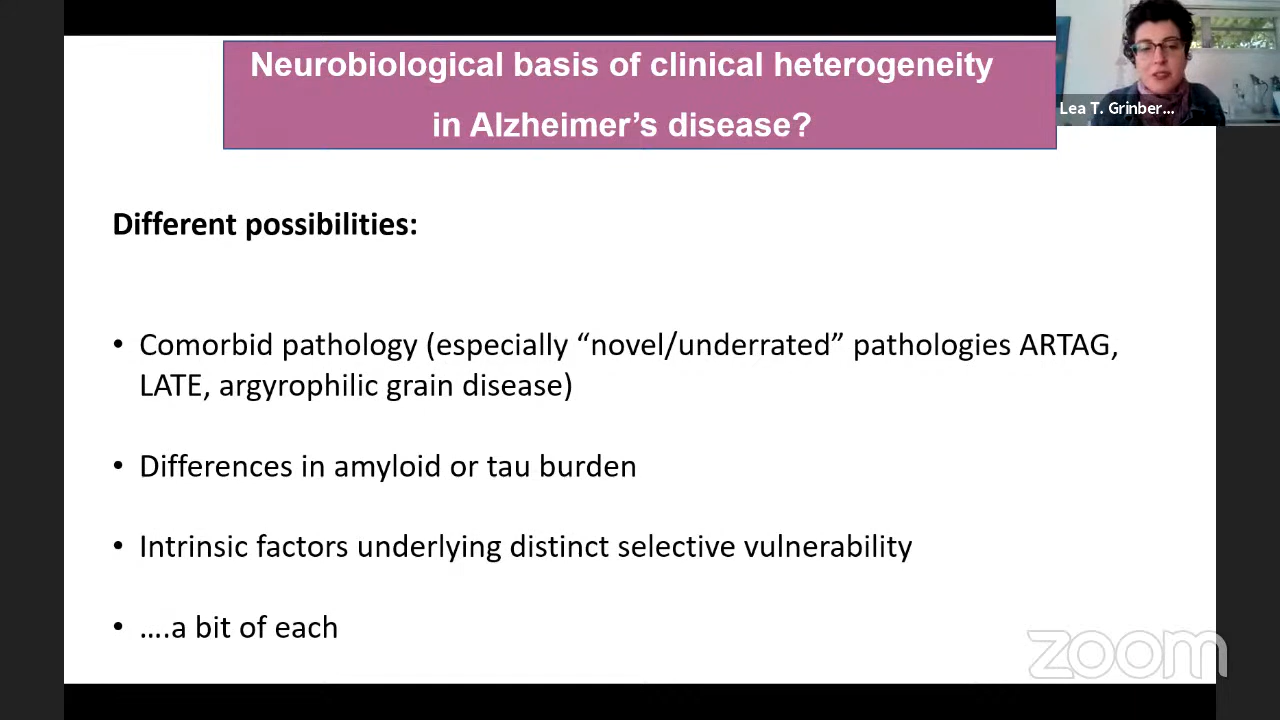 Neurobiological basis of clinical heterogeneity
in Alzheimer’s disease?
Lea T. Grinber...
Different possibilities:
• Comorbid pathology (especially “novel/underrated” pathologies ARTAG,
LATE, argyrophilic grain disease)
• Differences in amyloid or tau burden
• Intrinsic factors underlying distinct selective vulnerability
• ….a bit of each
zoom